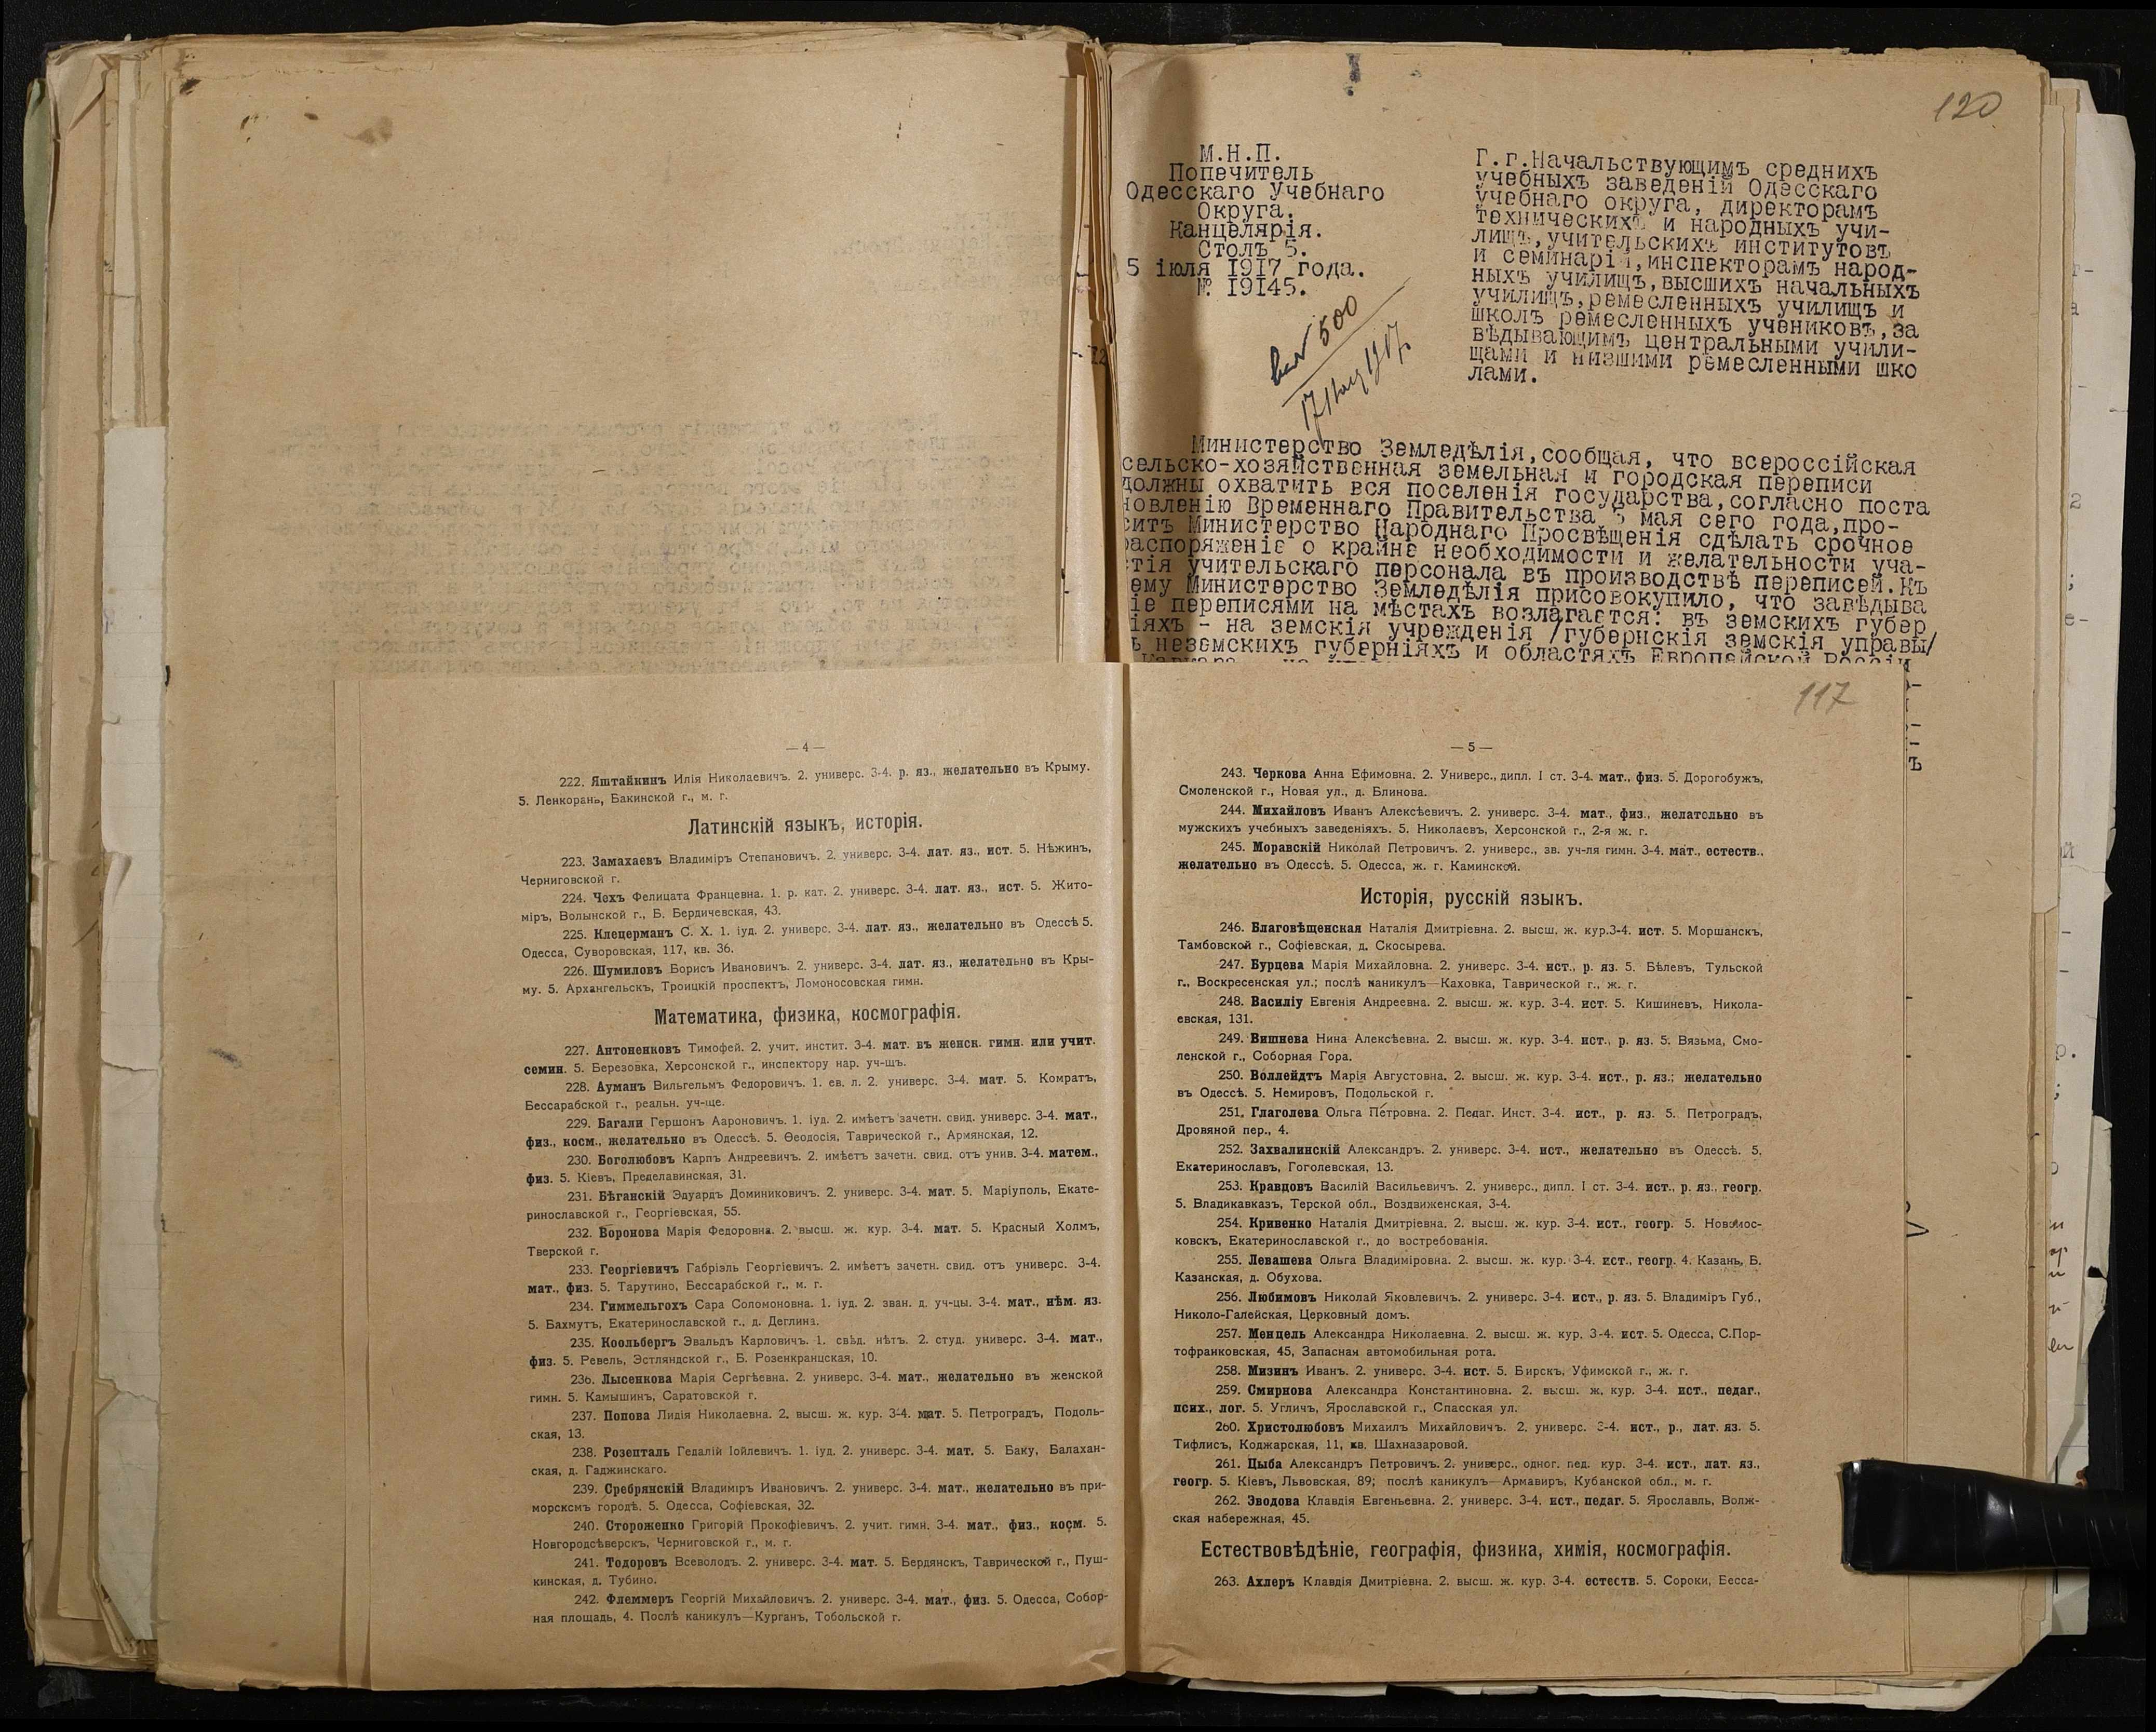 120
М.Н.П.
Попечитель
Одесскаго Учебнаго
Округа.
Канцелярія.
Столъ 5.
5 іюля 1917 года.
№ 19145.
500
Г.г.Начальствующимъ среднихъ
учебныхъ заведеній Одесскаго
учебнаго округа, директорамъ
техническихъ и народныхъ учи-
лищъ,учительскихъ институтовъ
и семинарій,инспекторамъ народ-
ныхъ училищъ,высшихъ начальныхъ
училищъ,ремесленныхъ училищъ и
школъ ремесленныхъ учениковъ,за
вѣдывающимъ центральными учили-
щами и низшими ремесленными шко
лами.
Министерство Земледѣлія,сообщая, что всероссійская
сельско-хозяйственная земельная и городская переписи
должны охватить вся поселенія государства,согласно поста
новленію Временнаго Правительства 5 мая сего года,про-
ситъ Министерство Народнаго Просвѣщенія сдѣлать срочное
распоряженіе о крайне необходимости и желательности уча-
стія учительскаго персонала въ производствѣ переписей.Къ
ему Министерство Земледѣлія присовокупило, что завѣдыва
іе переписями на мѣстахъ возлагается: въ земскихъ губер
іяхъ - на земскія учрежденія /губернскія земскія управы/
ъ неземскихъ губерніяхъ и областяхъ Европейской Россіи
— 4 —
222. Яштайкинъ Илія Николаевичъ. 2. универс. 3-4. р. яз., желательно въ Крыму.
5. Ленкорань, Бакинской г., м. г.
Латинскій языкъ, исторія.
223. Замахаевъ Владиміръ Степановичъ. 2. универс. 3-4. лат. яз., ист. 5. Нѣжинъ,
Черниговской г.
224. Чехъ Фелицата Францевна. 1. р. кат. 2. универс. 3-4. лат. яз., ист. 5. Жито-
міръ, Волынской г., Б. Бердичевская, 43.
225. Клецерманъ С. Х. 1. іуд. 2. универс. 3-4. лат. яз., желательно въ Одессѣ 5.
Одесса, Суворовская, 117, кв. 36.
226. Шумиловъ Борисъ Ивановичъ. 2. универс. 3-4. лат. яз., желательно въ Кры-
му. 5. Архангельскъ, Троицкій проспектъ, Ломоносовская гимн.
Математика, физика, космографія.
227. Антоненковъ Тимофей. 2. учит. инстит. 3-4. мат. въ женск. гимн. или учит.
семин. 5. Березовка, Херсонской г., инспектору нар. уч-щъ.
228. Ауманъ Вильгельмъ Федоровичъ. 1. ев. л. 2. универс. 3-4. мат. 5. Комратъ,
Бессарабской г., реальн. уч-ще.
229. Багали Гершонъ Аароновичъ. 1. іуд. 2. имѣетъ зачетн. свид. универс. 3-4. мат.,
физ., косм., желательно въ Одессѣ. 5. Ѳеодосія, Таврической г., Армянская, 12.
230. Боголюбовъ Карпъ Андреевичъ. 2. имѣетъ зачетн. свид. отъ унив. 3-4. матем.,
физ. 5. Кіевъ, Пределавинская, 31.
231. Бѣганскій Эдуардъ Доминиковичъ. 2. универс. 3-4. мат. 5. Маріуполь, Екате-
ринославской г., Георгіевская, 55.
232. Воронова Марія Федоровна. 2. высш. ж. кур. 3-4. мат. 5. Красный Холмъ,
Тверской г.
233. Георгіевичъ Габріэль Георгіевичъ. 2. имѣетъ зачетн. свид. отъ универс. 3-4.
мат., физ. 5. Тарутино, Бессарабской г., м. г.
234. Гиммельгохъ Сара Соломоновна. 1. іуд. 2. зван. д. уч-цы. 3-4. мат., нѣм. яз.
5. Бахмутъ, Екатеринославской г., д. Деглина.
235. Коольбергъ Эвальдъ Карловичъ. 1. свѣд. нѣтъ. 2. студ. универс. 3-4. мат.,
физ. 5. Ревель, Эстляндской г., Б. Розенкранцская, 10.
236. Лысенкова Марія Сергѣевна. 2. универс. 3-4. мат., желательно въ женской
гимн. 5. Камышинъ, Саратовской г.
237. Попова Лидія Николаевна. 2. высш. ж. кур. 3-4. мат. 5. Петроградъ, Подоль-
ская, 13.
238. Розенталь Гедалій Іойлевичъ. 1. іуд. 2. универс. 3-4. мат. 5. Баку, Балахан-
ская, д. Гаджинскаго.
239. Сребрянскій Владиміръ Ивановичъ. 2. универс. 3-4. мат., желательно въ при-
морскомъ городѣ. 5. Одесса, Софіевская, 32.
240. Стороженко Григорій Прокофіевичъ. 2. учит. гимн. 3-4. мат., физ., косм. 5.
Новгородсѣверскъ, Черниговской г., м. г.
241. Тодоровъ Всеволодъ. 2. универс. 3-4. мат. 5. Бердянскъ, Таврической г., Пуш-
кинская, д. Тубино.
242. Флеммеръ Георгій Михайловичъ. 2. универс. 3-4. мат., физ. 5. Одесса, Собор-
ная площадь, 4. Послѣ каникулъ—Курганъ, Тобольской г.
117
— 5 —
243. Черкова Анна Ефимовна. 2. Универс., дипл. I ст. 3-4. мат., физ. 5. Дорогобужъ,
Смоленской г., Новая ул., д. Блинова.
244. Михайловъ Иванъ Алексѣевичъ. 2. универс. 3-4. мат., физ., желательно въ
мужскихъ учебныхъ заведеніяхъ. 5. Николаевъ, Херсонской г., 2-я ж. г.
245. Моравскій Николай Петровичъ. 2. универс., зв. уч-ля гимн. 3-4. мат., естеств.,
желательно въ Одессѣ. 5. Одесса, ж. г. Каминской.
Исторія, русскій языкъ.
246. Благовѣщенская Наталія Дмитріевна. 2. высш. ж. кур.3-4. ист. 5. Моршанскъ,
Тамбовской г., Софіевская, д. Скосырева.
247. Бурцева Марія Михайловна. 2. универс. 3-4. ист., р. яз. 5. Бѣлевъ, Тульской
г., Воскресенская ул.; послѣ каникулъ—Каховка, Таврической г., ж. г.
248. Василіу Евгенія Андреевна. 2. высш. ж. кур. 3-4. ист. 5. Кишиневъ, Никола-
евская, 131.
249. Вишнева Нина Алексѣевна. 2. высш. ж. кур. 3-4. ист., р. яз. 5. Вязьма, Смо-
ленской г., Соборная Гора.
250. Воллейдтъ Марія Августовна. 2. высш. ж. кур. 3-4. ист., р. яз.; желательно
въ Одессѣ. 5. Немировъ, Подольской г.
251. Глаголева Ольга Петровна. 2. Педаг. Инст. 3-4. ист., р. яз. 5. Петроградъ,
Дровяной пер., 4.
252. Захвалинскій Александръ. 2. универс. 3-4. ист., желательно въ Одессѣ. 5.
Екатеринославъ, Гоголевская, 13.
253. Кравцовъ Василій Васильевичъ. 2. универс., дипл. I ст. 3-4. ист., р. яз., геогр.
5. Владикавказъ, Терской обл., Воздвиженская, 3-4.
254. Кривенко Наталія Дмитріевна. 2. высш. ж. кур. 3-4. ист., геогр. 5. Новомос-
ковскъ, Екатеринославской г., до востребованія.
255. Левашева Ольга Владиміровна. 2. высш. ж. кур. 3-4. ист., геогр. 4. Казань, Б.
Казанская, д. Обухова.
256. Любимовъ Николай Яковлевичъ. 2. универс. 3-4. ист., р. яз. 5. Владиміръ Губ.,
Николо-Галейская, Церковный домъ.
257. Менцель Александра Николаевна. 2. высш. ж. кур. 3-4. ист. 5. Одесса, С.Пор-
тофранковская, 45, Запасная автомобильная рота.
258. Мизинъ Иванъ. 2. универс. 3-4. ист. 5. Бирскъ, Уфимской г., ж. г.
259. Смирнова Александра Константиновна. 2. высш. ж. кур. 3-4. ист., педаг.,
псих., лог. 5. Угличъ, Ярославской г., Спасская ул.
260. Христолюбовъ Михаилъ Михайловичъ. 2. универс. 3-4. ист., р., лат. яз. 5.
Тифлисъ, Коджарская, 11, кв. Шахназаровой.
261. Цыба Александръ Петровичъ. 2. универс., одног. пед. кур. 3-4. ист., лат. яз.,
геогр. 5. Кіевъ, Львовская, 89; послѣ каникулъ—Армавиръ, Кубанской обл., м. г.
262. Эводова Клавдія Евгеньевна. 2. универс. 3-4. ист., педаг. 5. Ярославль, Волж-
ская набережная, 45.
Естествовѣдѣніе, географія, физика, химія, космографія.
263. Ахлеръ Клавдія Дмитріевна. 2. высш. ж. кур. 3-4. естеств. 5. Сороки, Бесса-